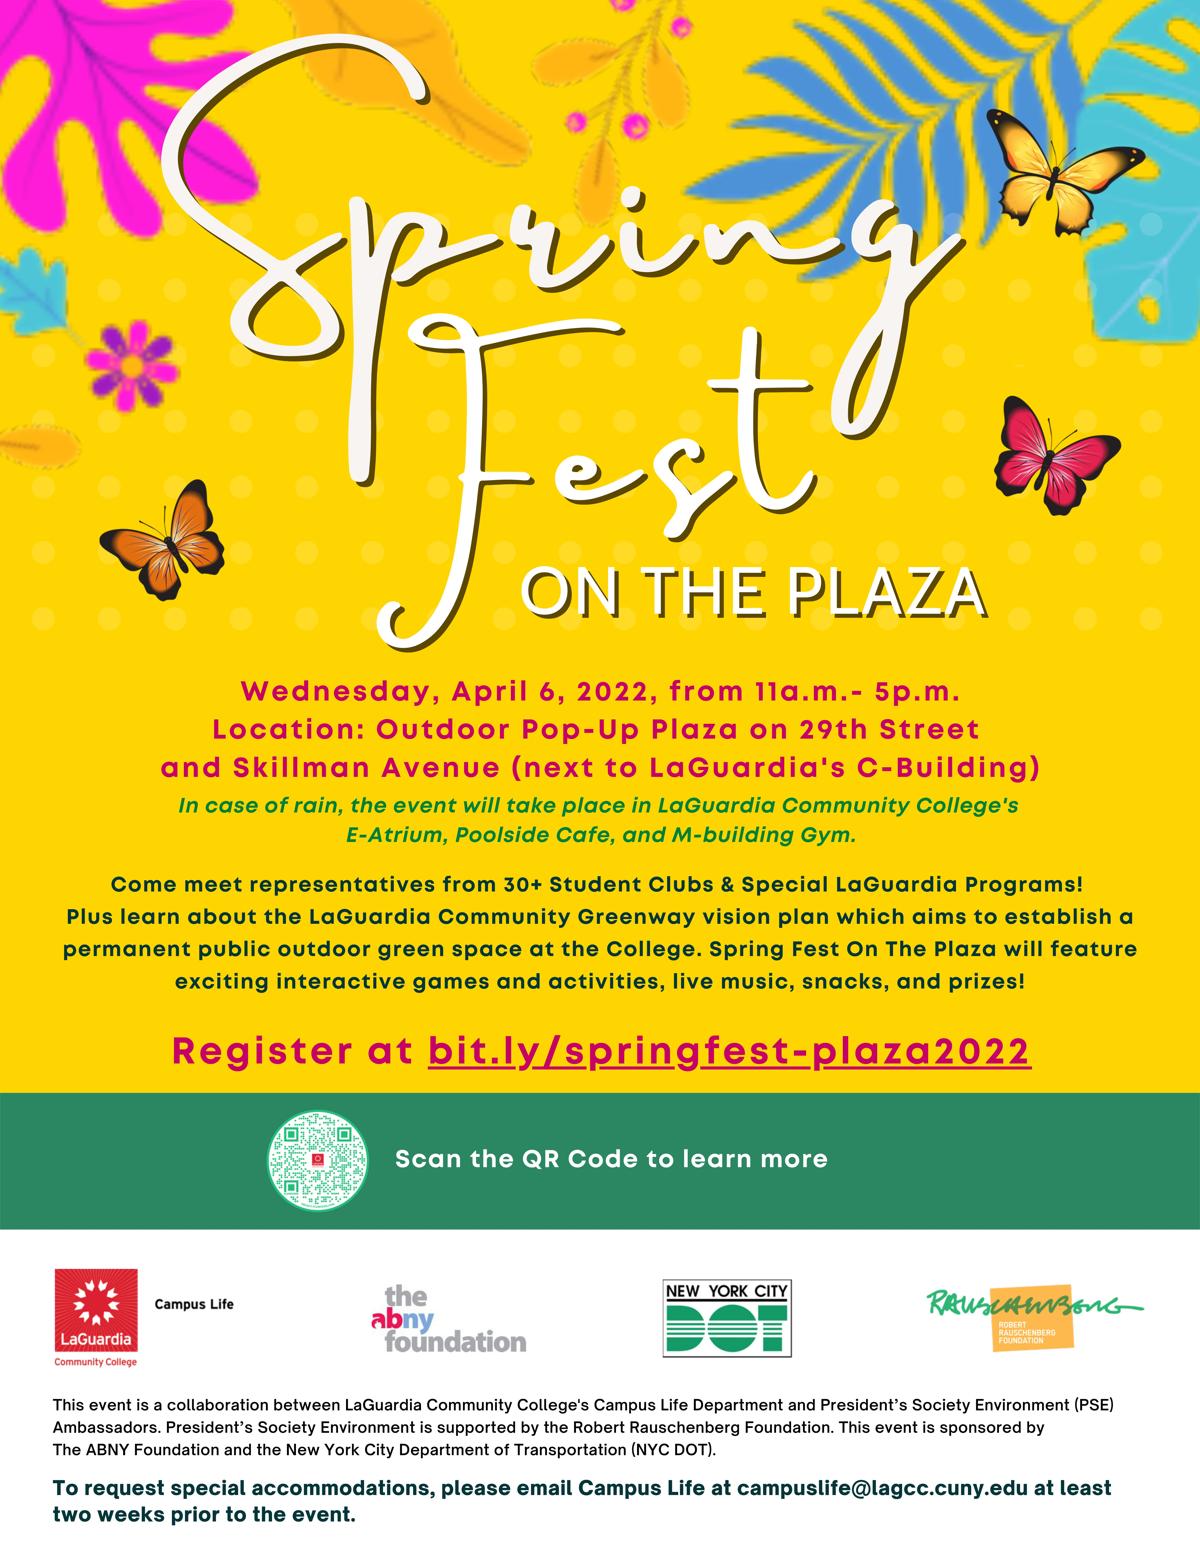 Spring
Fest
ON THE PLAZA
Wednesday, April 6, 2022, from 11a.m.- 5p.m.
Location: Outdoor Pop-Up Plaza on 29th Street
and Skillman Avenue (next to LaGuardia's C-Building)
In case of rain, the event will take place in LaGuardia Community College's
E-Atrium, Poolside Cafe, and M-building Gym.
Come meet representatives from 30+ Student Clubs & Special LaGuardia Programs!
Plus learn about the LaGuardia Community Greenway vision plan which aims to establish a
permanent public outdoor green space at the College. Spring Fest On The Plaza will feature
exciting interactive games and activities, live music, snacks, and prizes!
Register at bit.ly/springfest-plaza2022
Scan the QR Code to learn more
LaGuardia
Community College
Campus Life
the
abny
foundation
NEW YORK CITY
DOT
RAUSCHENBERG
ROBERT
RAUSCHENBERG
FOUNDATION
This event is a collaboration between LaGuardia Community College's Campus Life Department and President’s Society Environment (PSE)
Ambassadors. President’s Society Environment is supported by the Robert Rauschenberg Foundation. This event is sponsored by
The ABNY Foundation and the New York City Department of Transportation (NYC DOT).
To request special accommodations, please email Campus Life at campuslife@lagcc.cuny.edu at least
two weeks prior to the event.